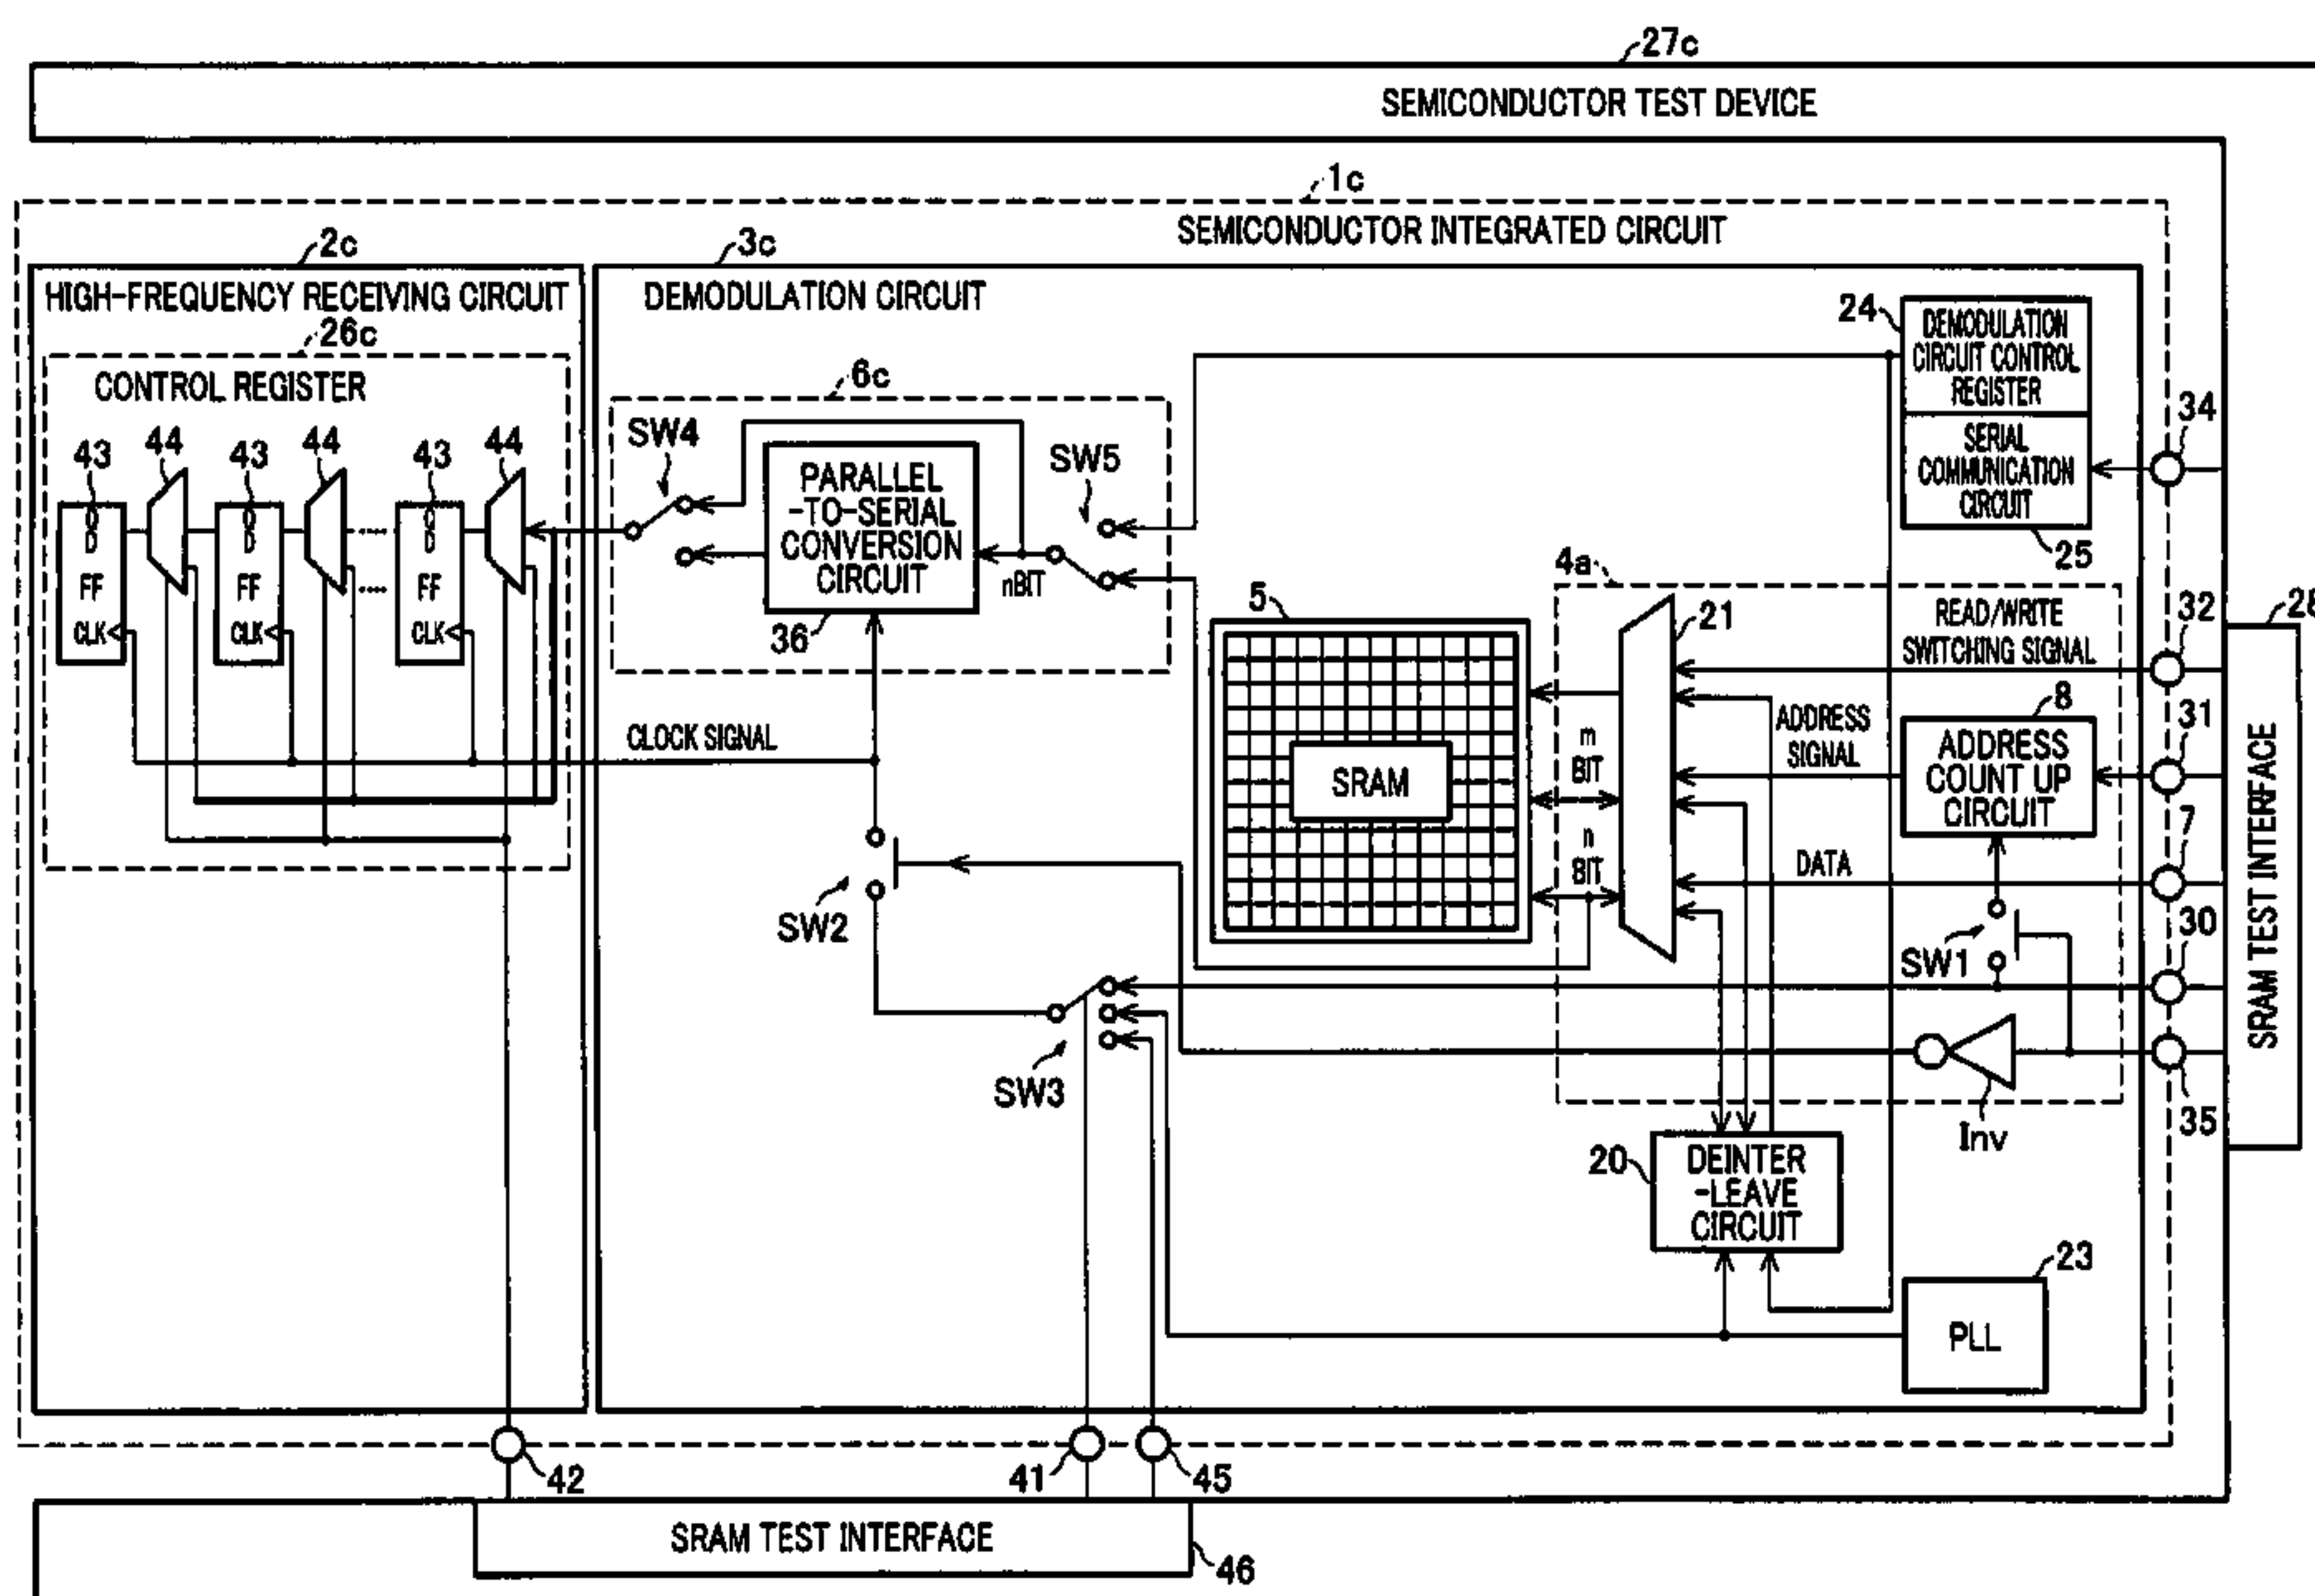 27c
SEMICONDUCTOR TEST DEVICE
1c
SEMICONDUCTOR INTEGRATED CIRCUIT
2c
HIGH-FREQUENCY RECEIVING CIRCUIT
3c
DEMODULATION CIRCUIT
26c
CONTROL REGISTER
43
44
43
44
43
44
Q
D
FF
CLK
Q
D
FF
CLK
Q
D
FF
CLK
6c
SW4
PARALLEL
-TO-SERIAL
CONVERSION
CIRCUIT
36
nBIT
SW5
24
DEMODULATION
CIRCUIT CONTROL
REGISTER
SERIAL
COMMUNICATION
CIRCUIT
25
34
4a
5
SRAM
21
READ/WRITE
SWITCHING SIGNAL
32
28
CLOCK SIGNAL
m
BIT
n
BIT
ADDRESS
SIGNAL
8
ADDRESS
COUNT UP
CIRCUIT
31
DATA
7
SRAM TEST INTERFACE
SW2
SW1
30
SW3
Inv
35
20
DEINTER
-LEAVE
CIRCUIT
23
PLL
42
41
45
SRAM TEST INTERFACE
46